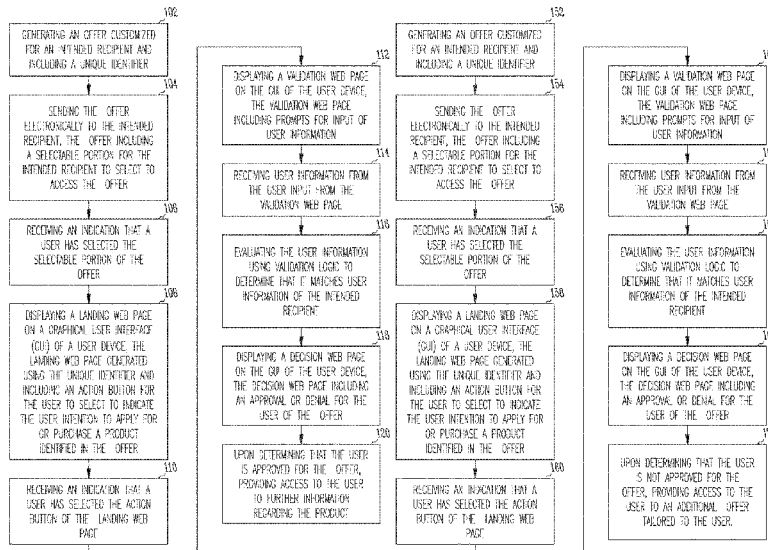 102
GENERATING AN OFFER CUSTOMIZED
FOR AN INTENDED RECIPIENT AND
INCLUDING A UNIQUE IDENTIFIER
104
SENDING THE OFFER
ELECTRONICALLY TO THE INTENDED
RECIPIENT, THE OFFER INCLUDING
A SELECTABLE PORTION FOR THE
INTENDED RECIPIENT TO SELECT TO
ACCESS THE OFFER
106
RECEIVING AN INDICATION THAT A
USER HAS SELECTED THE
SELECTABLE PORTION OF THE
OFFER
108
DISPLAYING A LANDING WEB PAGE
ON A GRAPHICAL USER INTERFACE
(GUI) OF A USER DEVICE, THE
LANDING WEB PAGE GENERATED
USING THE UNIQUE IDENTIFIER AND
INCLUDING AN ACTION BUTTON FOR
THE USER TO SELECT TO INDICATE
THE USER INTENTION TO APPLY FOR
OR PURCHASE A PRODUCT
IDENTIFIED IN THE OFFER
110
RECEIVING AN INDICATION THAT A
USER HAS SELECTED THE ACTION
BUTTON OF THE LANDING WEB
PAGE
112
DISPLAYING A VALIDATION WEB PAGE
ON THE GUI OF THE USER DEVICE,
THE VALIDATION WEB PAGE
INCLUDING PROMPTS FOR INPUT OF
USER INFORMATION
114
RECEIVING USER INFORMATION FROM
THE USER INPUT FROM THE
VALIDATION WEB PAGE
116
EVALUATING THE USER INFORMATION
USING VALIDATION LOGIC TO
DETERMINE THAT IT MATCHES USER
INFORMATION OF THE INTENDED
RECIPIENT
118
DISPLAYING A DECISION WEB PAGE
ON THE GUI OF THE USER DEVICE,
THE DECISION WEB PAGE INCLUDING
AN APPROVAL OR DENIAL FOR THE
USER OF THE OFFER
120
UPON DETERMINING THAT THE USER
IS APPROVED FOR THE OFFER,
PROVIDING ACCESS TO THE USER
TO FURTHER INFORMATION
REGARDING THE PRODUCT
152
GENERATING AN OFFER CUSTOMIZED
FOR AN INTENDED RECIPIENT AND
INCLUDING A UNIQUE IDENTIFIER
154
SENDING THE OFFER
ELECTRONICALLY TO THE INTENDED
RECIPIENT, THE OFFER INCLUDING
A SELECTABLE PORTION FOR THE
INTENDED RECIPIENT TO SELECT TO
ACCESS THE OFFER
156
RECEIVING AN INDICATION THAT A
USER HAS SELECTED THE
SELECTABLE PORTION OF THE
OFFER
158
DISPLAYING A LANDING WEB PAGE
ON A GRAPHICAL USER INTERFACE
(GUI) OF A USER DEVICE, THE
LANDING WEB PAGE GENERATED
USING THE UNIQUE IDENTIFIER AND
INCLUDING AN ACTION BUTTON FOR
THE USER TO SELECT TO INDICATE
THE USER INTENTION TO APPLY FOR
OR PURCHASE A PRODUCT
IDENTIFIED IN THE OFFER
160
RECEIVING AN INDICATION THAT A
USER HAS SELECTED THE ACTION
BUTTON OF THE LANDING WEB
PAGE
DISPLAYING A VALIDATION WEB PAGE
ON THE GUI OF THE USER DEVICE,
THE VALIDATION WEB PAGE
INCLUDING PROMPTS FOR INPUT OF
USER INFORMATION
RECEIVING USER INFORMATION FROM
THE USER INPUT FROM THE
VALIDATION WEB PAGE
EVALUATING THE USER INFORMATION
USING VALIDATION LOGIC TO
DETERMINE THAT IT MATCHES USER
INFORMATION OF THE INTENDED
RECIPIENT
DISPLAYING A DECISION WEB PAGE
ON THE GUI OF THE USER DEVICE,
THE DECISION WEB PAGE INCLUDING
AN APPROVAL OR DENIAL FOR THE
USER OF THE OFFER
UPON DETERMINING THAT THE USER
IS NOT APPROVED FOR THE
OFFER, PROVIDING ACCESS TO THE
USER TO AN ADDITIONAL OFFER
TAILORED TO THE USER.